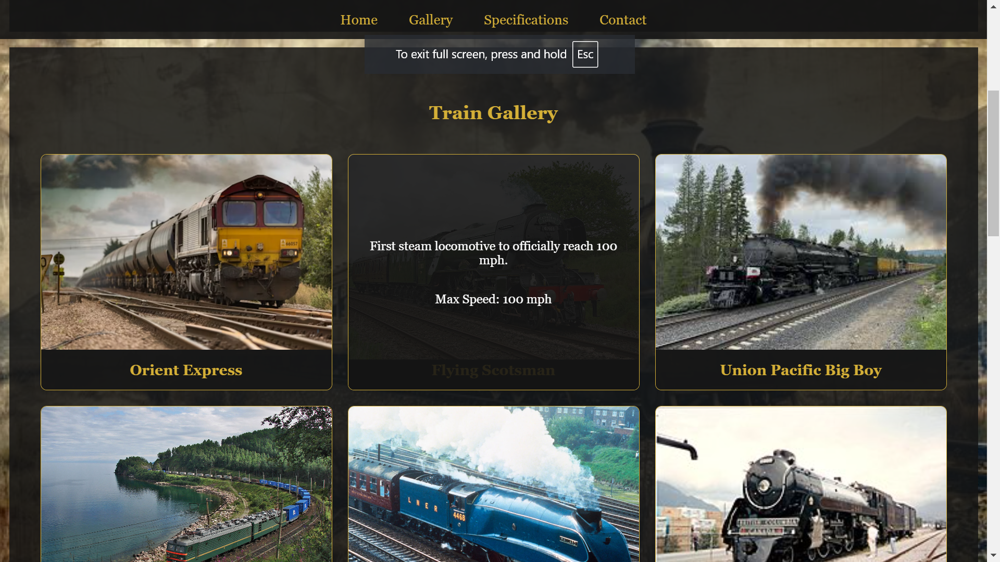 Home Gallery Specifications Contact
To exit full screen, press and hold Esc
Train Gallery
66057
First steam locomotive to officially reach 100
mph.
Max Speed: 100 mph
Orient Express
Flying Scotsman
Union Pacific Big Boy
L N E R
4468
MALLARD